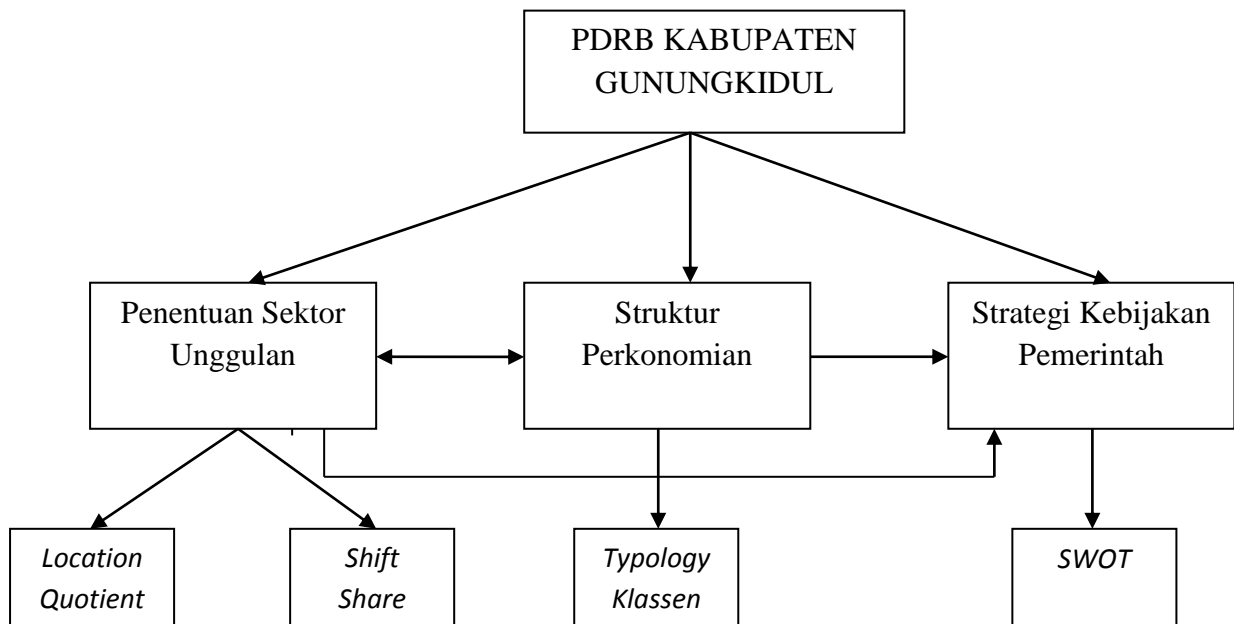 PDRB KABUPATEN
GUNUNGKIDUL
Penentuan Sektor
Unggulan
Struktur
Perkonomian
Strategi Kebijakan
Pemerintah
Location
Quotient
Shift
Share
Typology
Klassen
SWOT